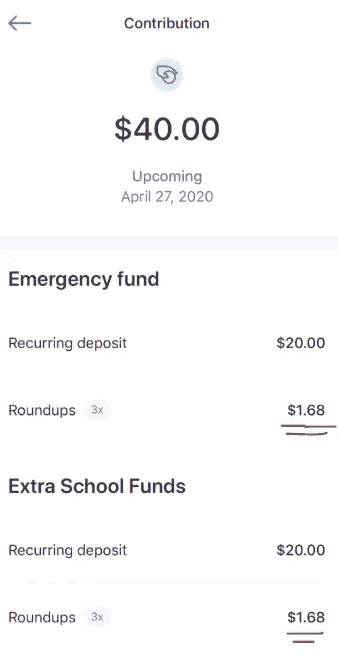 Contribution
$40.00
Upcoming
April 27, 2020
Emergency fund
Recurring deposit $20.00
Roundups 3x $1.68
Extra School Funds
Recurring deposit $20.00
Roundups 3x $1.68